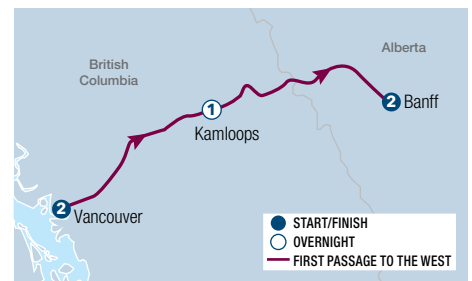 British
Columbia
Alberta
2 Banff
1
Kamloops
2 Vancouver
START/FINISH
OVERNIGHT
FIRST PASSAGE TO THE WEST